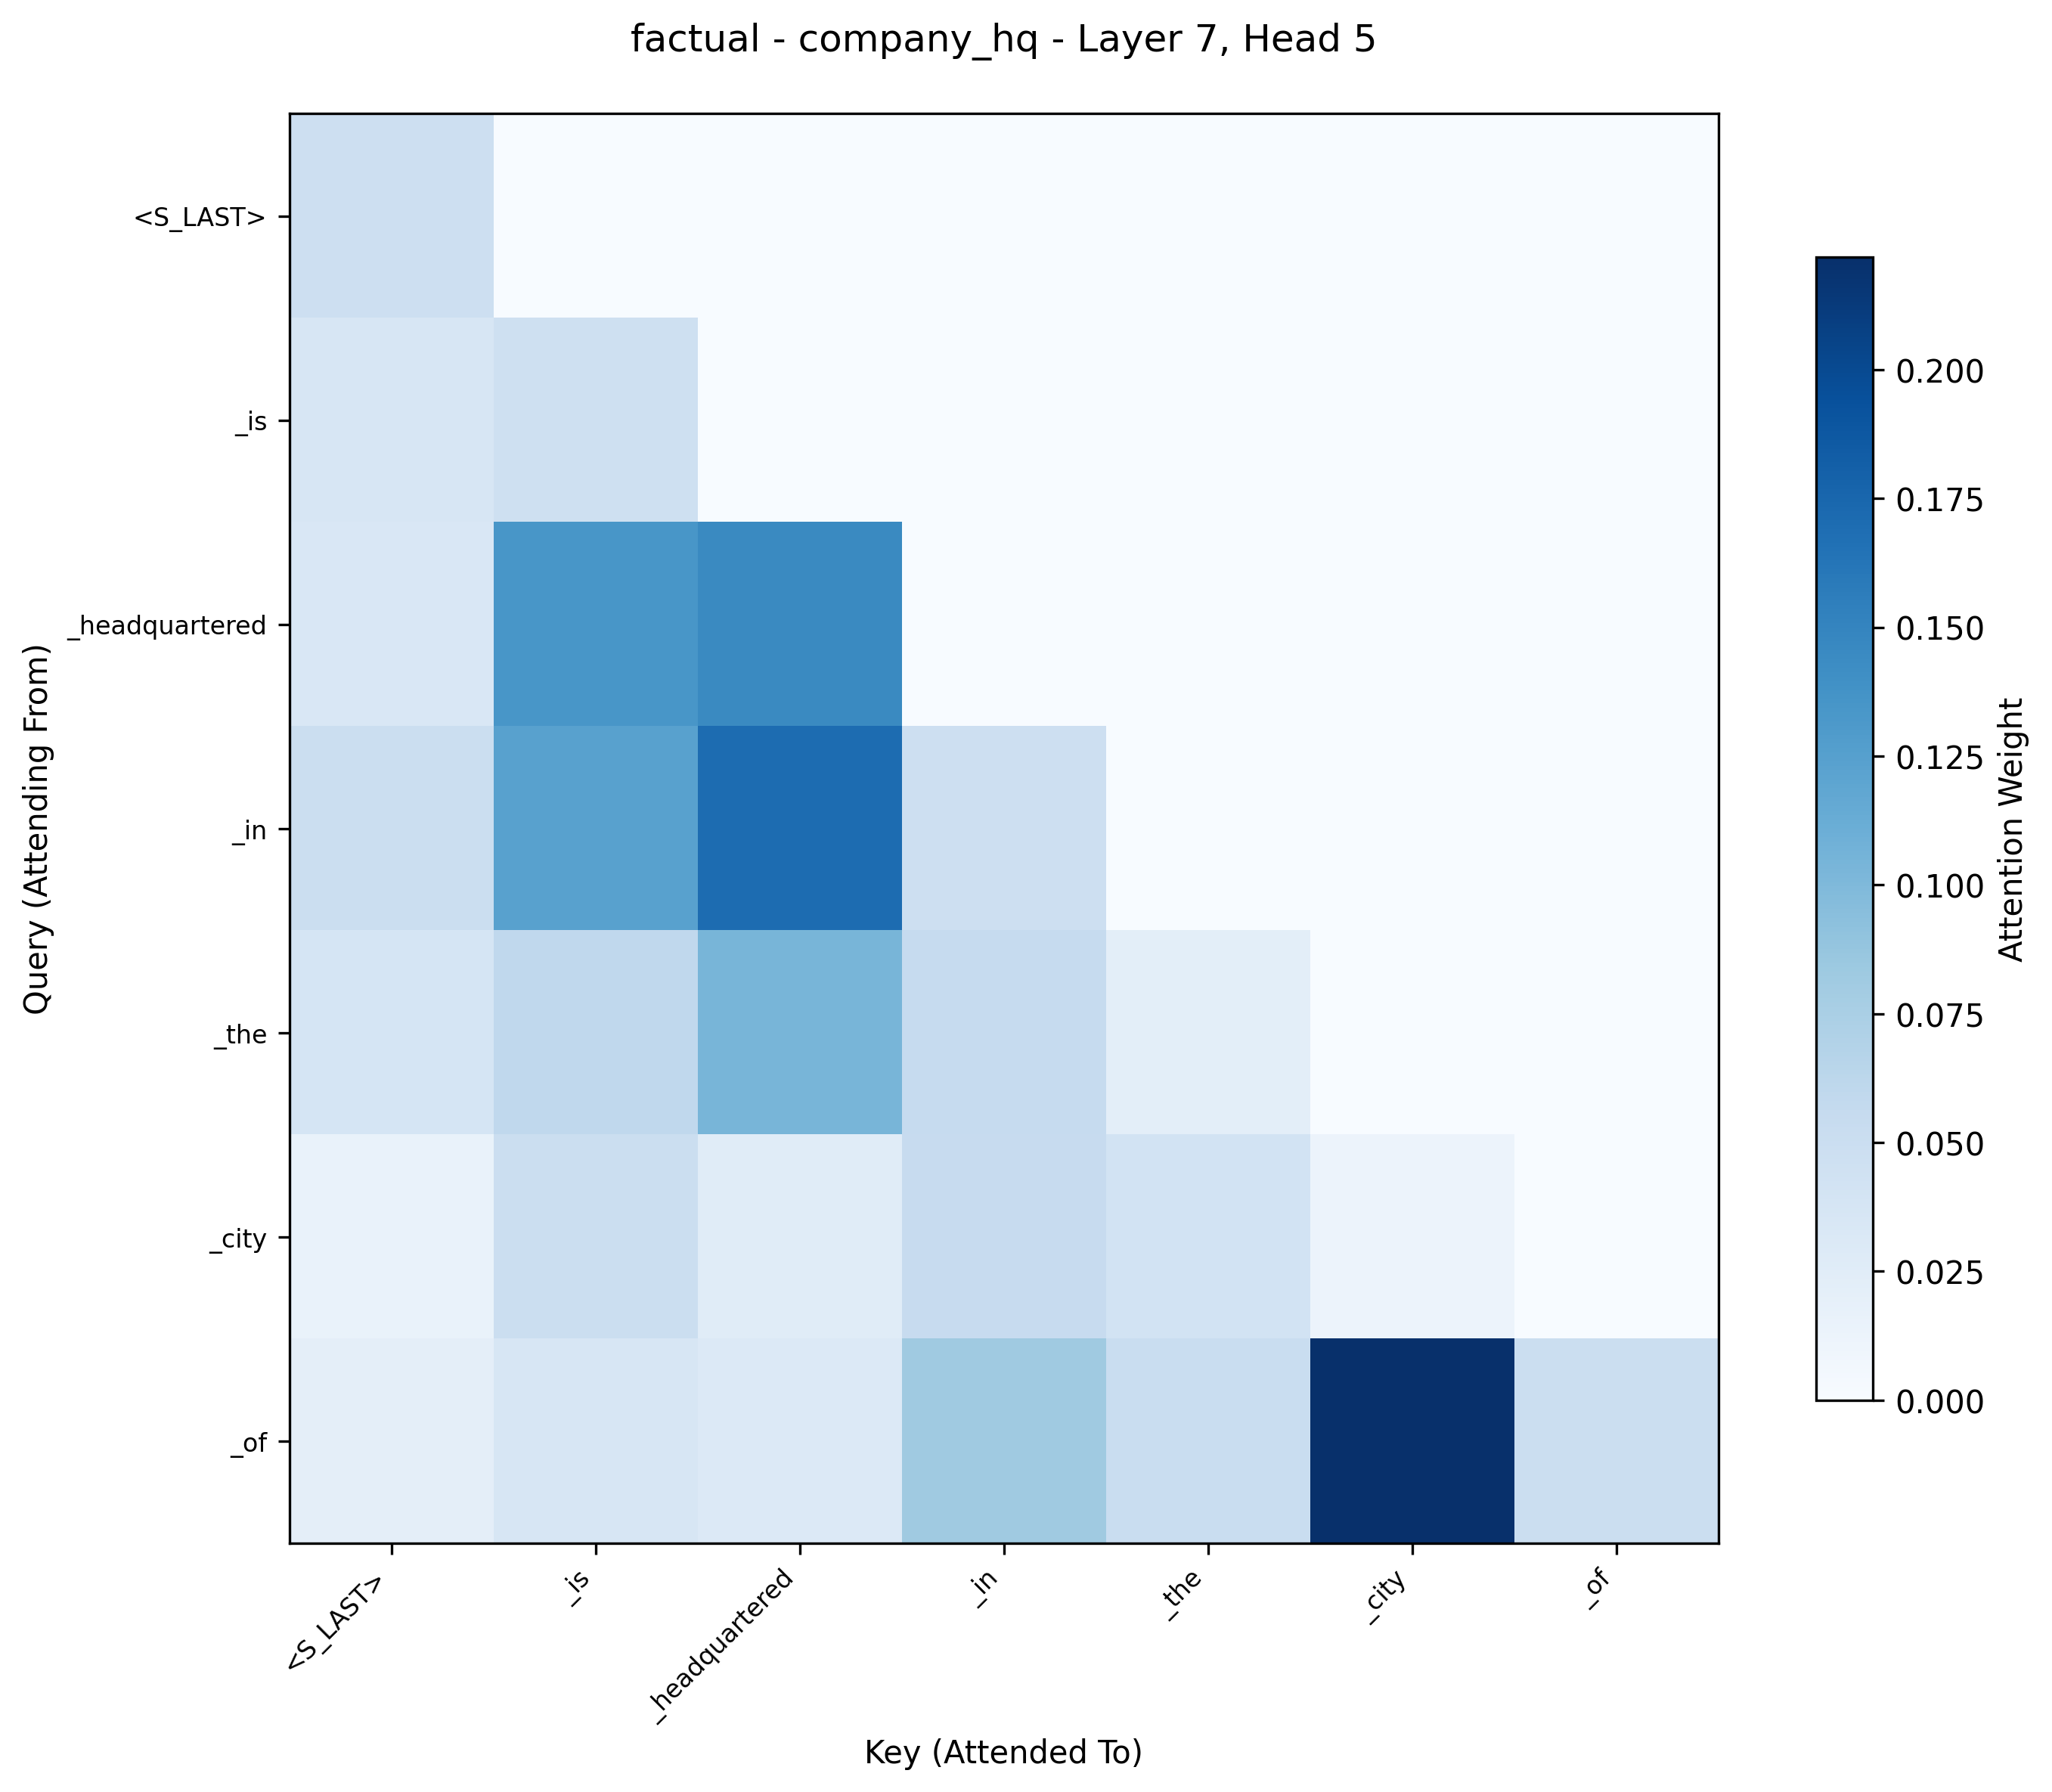 factual - company_hq - Layer 7, Head 5
Query (Attending From)
<S_LAST>
_is
_headquartered
_in
_the
_city
_of
<S_LAST>
_is
_headquartered
_in
_the
_city
_of
Key (Attended To)
0.200
0.175
0.150
0.125
0.100
0.075
0.050
0.025
0.000
Attention Weight